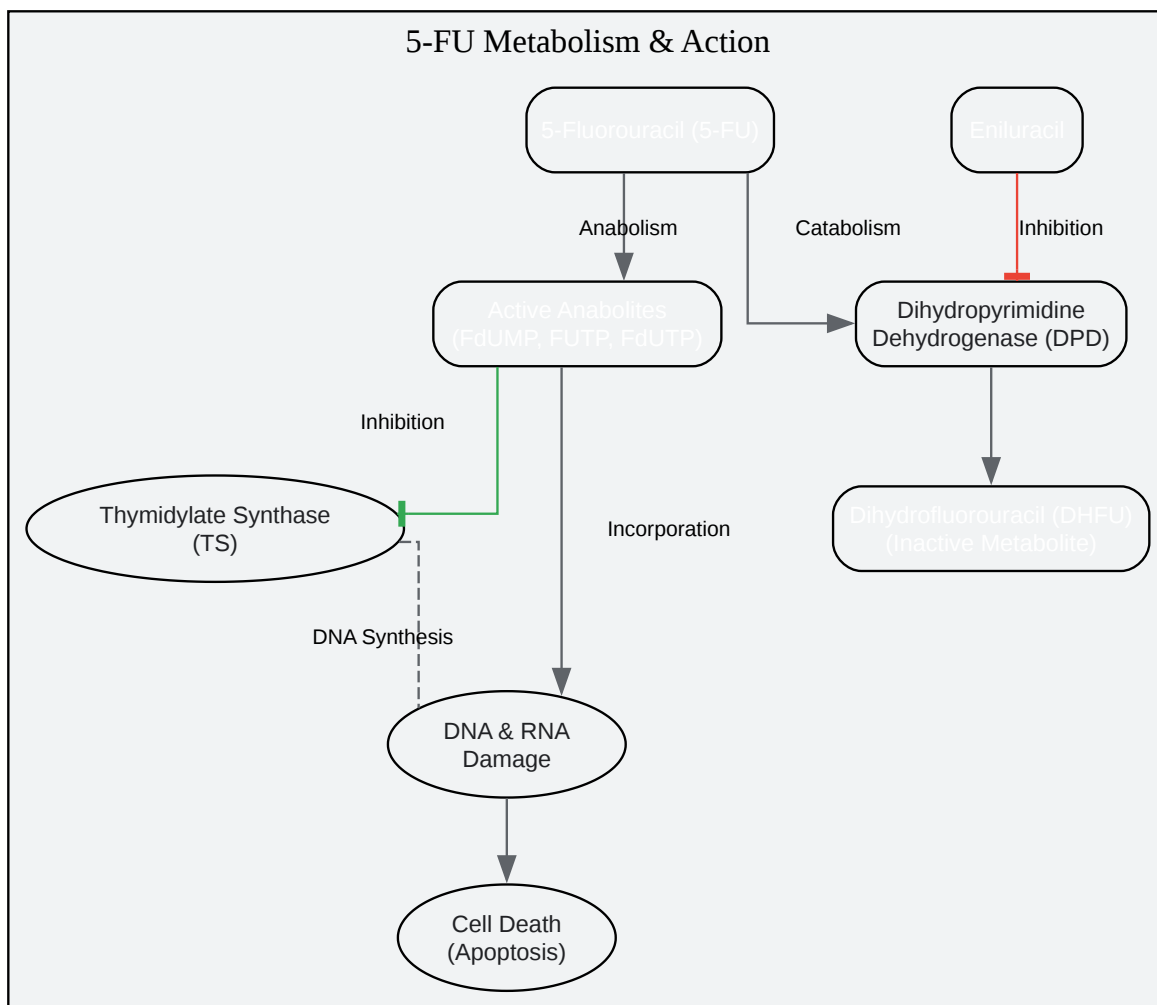 5-FU Metabolism & Action
5-Fluorouracil (5-FU)
Eniluracil
Anabolism
Catabolism
Inhibition
Active Anabolites
(FdUMP, FUTP, FdUTP)
Dihydropyrimidine
Dehydrogenase (DPD)
Inhibition
Thymidylate Synthase
(TS)
Incorporation
Dihydrofluorouracil (DHFU)
(Inactive Metabolite)
DNA Synthesis
DNA & RNA
Damage
Cell Death
(Apoptosis)